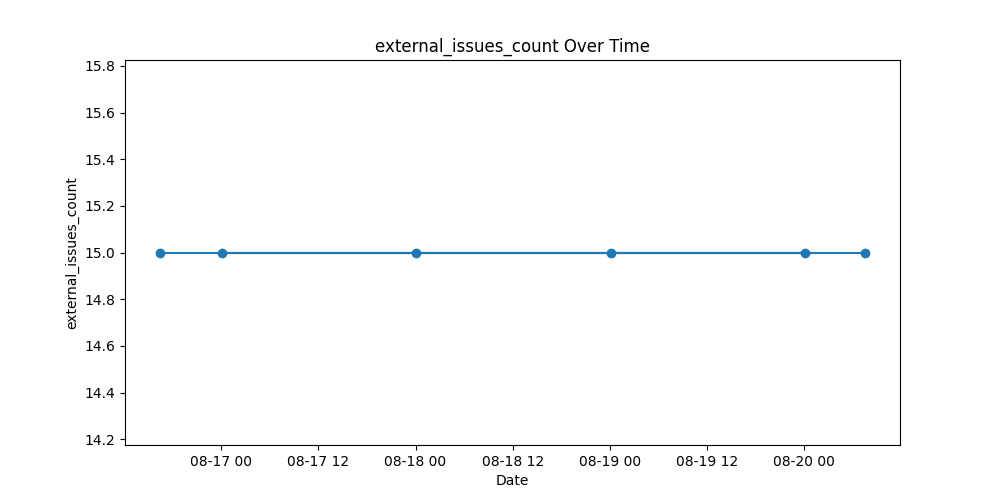 external_issues_count Over Time
external_issues_count
15.8
15.6
15.4
15.2
15.0
14.8
14.6
14.4
14.2
08-17 00 08-17 12 08-18 00 08-18 12 08-19 00 08-19 12 08-20 00
Date